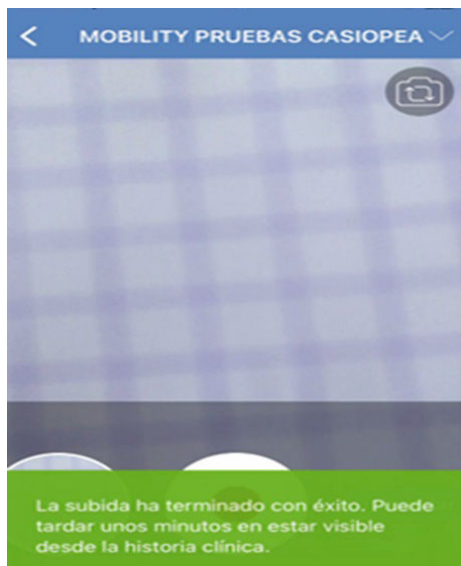 MOBILITY PRUEBAS CASIOPEA
La subida ha terminado con éxito. Puede
tardar unos minutos en estar visible
desde la historia clínica.